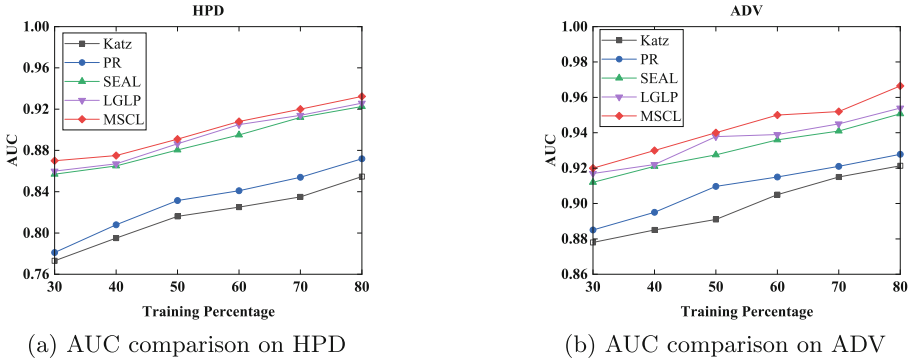 HPD
1.00
0.96
0.92
0.88
0.84
0.80
0.76
AUC
Katz
PR
SEAL
LGLP
MSCL
30 40 50 60 70 80
Training Percentage
(a) AUC comparison on HPD
ADV
1.00
0.98
0.96
0.94
0.92
0.90
0.88
0.86
AUC
Katz
PR
SEAL
LGLP
MSCL
30 40 50 60 70 80
Training Percentage
(b) AUC comparison on ADV